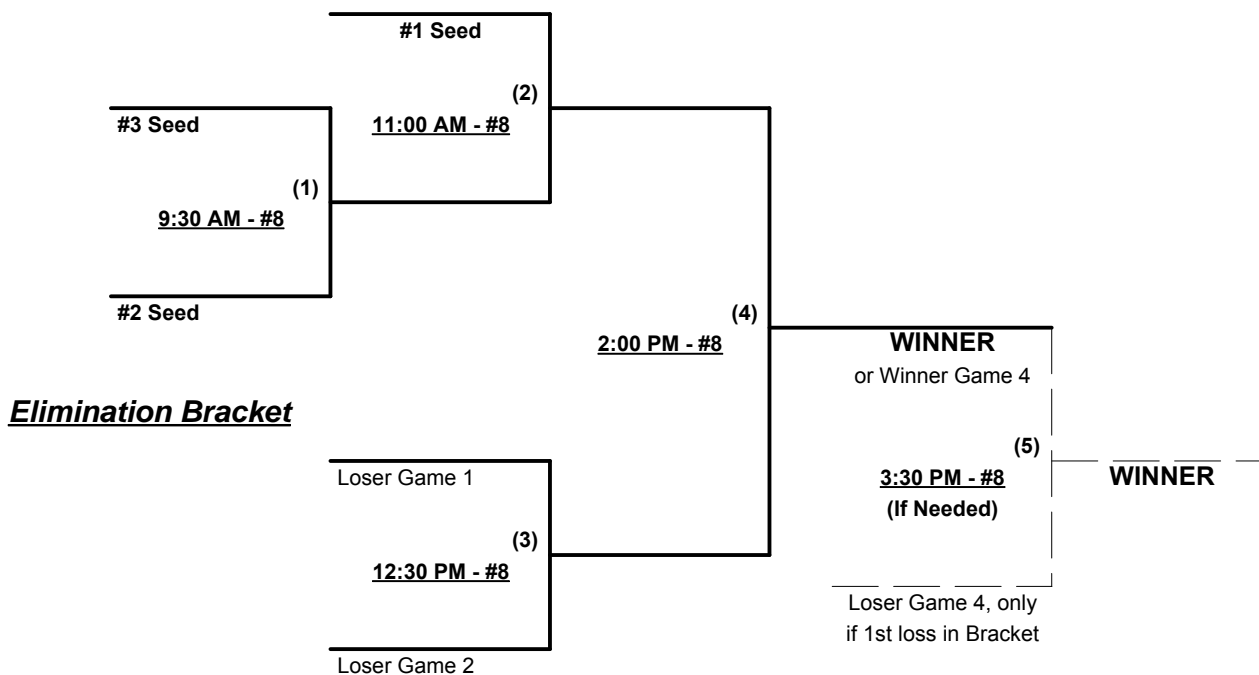 #1 Seed
(2)
11:00 AM - #8
#3 Seed
(1)
9:30 AM - #8
#2 Seed
(4)
2:00 PM - #8
WINNER
or Winner Game 4
Elimination Bracket
(5)
3:30 PM - #8
(If Needed)
WINNER
Loser Game 1
(3)
12:30 PM - #8
Loser Game 4, only
if 1st loss in Bracket
Loser Game 2